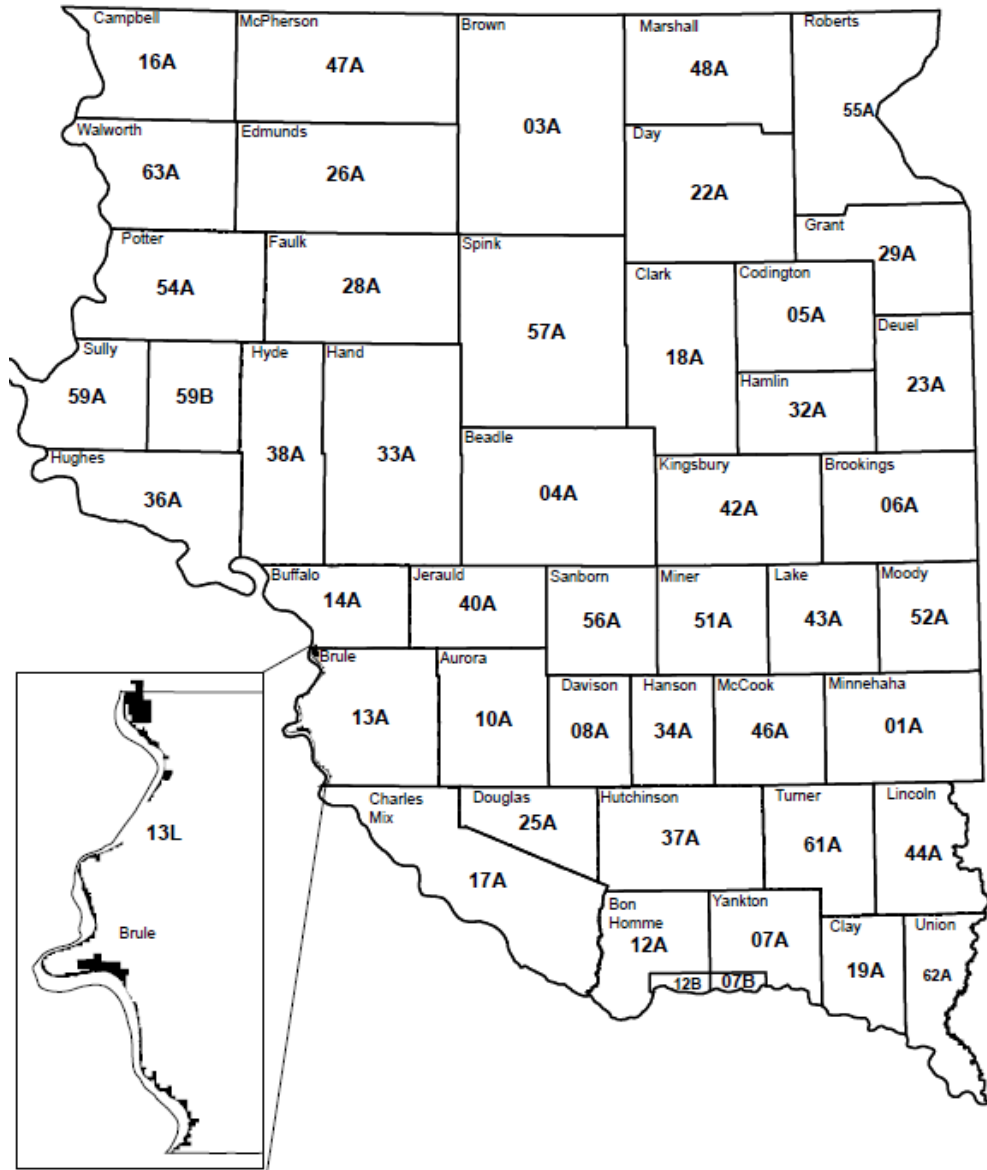 Campbell
16A
McPherson
47A
Brown
03A
Marshall
48A
Roberts
55A
Walworth
63A
Edmunds
26A
Day
22A
Grant
29A
Potter
54A
Faulk
28A
Spink
57A
Clark
18A
Codington
05A
Deuel
23A
Sully
59A
59B
Hyde
38A
Hand
33A
Hamlin
32A
Hughes
36A
Beadle
04A
Kingsbury
42A
Brookings
06A
Buffalo
14A
Jerauld
40A
Sanborn
56A
Miner
51A
Lake
43A
Moody
52A
Brule
13A
Aurora
10A
Davison
08A
Hanson
34A
McCook
46A
Minnehaha
01A
Charles
Mix
17A
Douglas
25A
Hutchinson
37A
Turner
61A
Lincoln
44A
Bon
Homme
12A
12B
Yankton
07A
07B
Clay
19A
Union
62A
13L
Brule